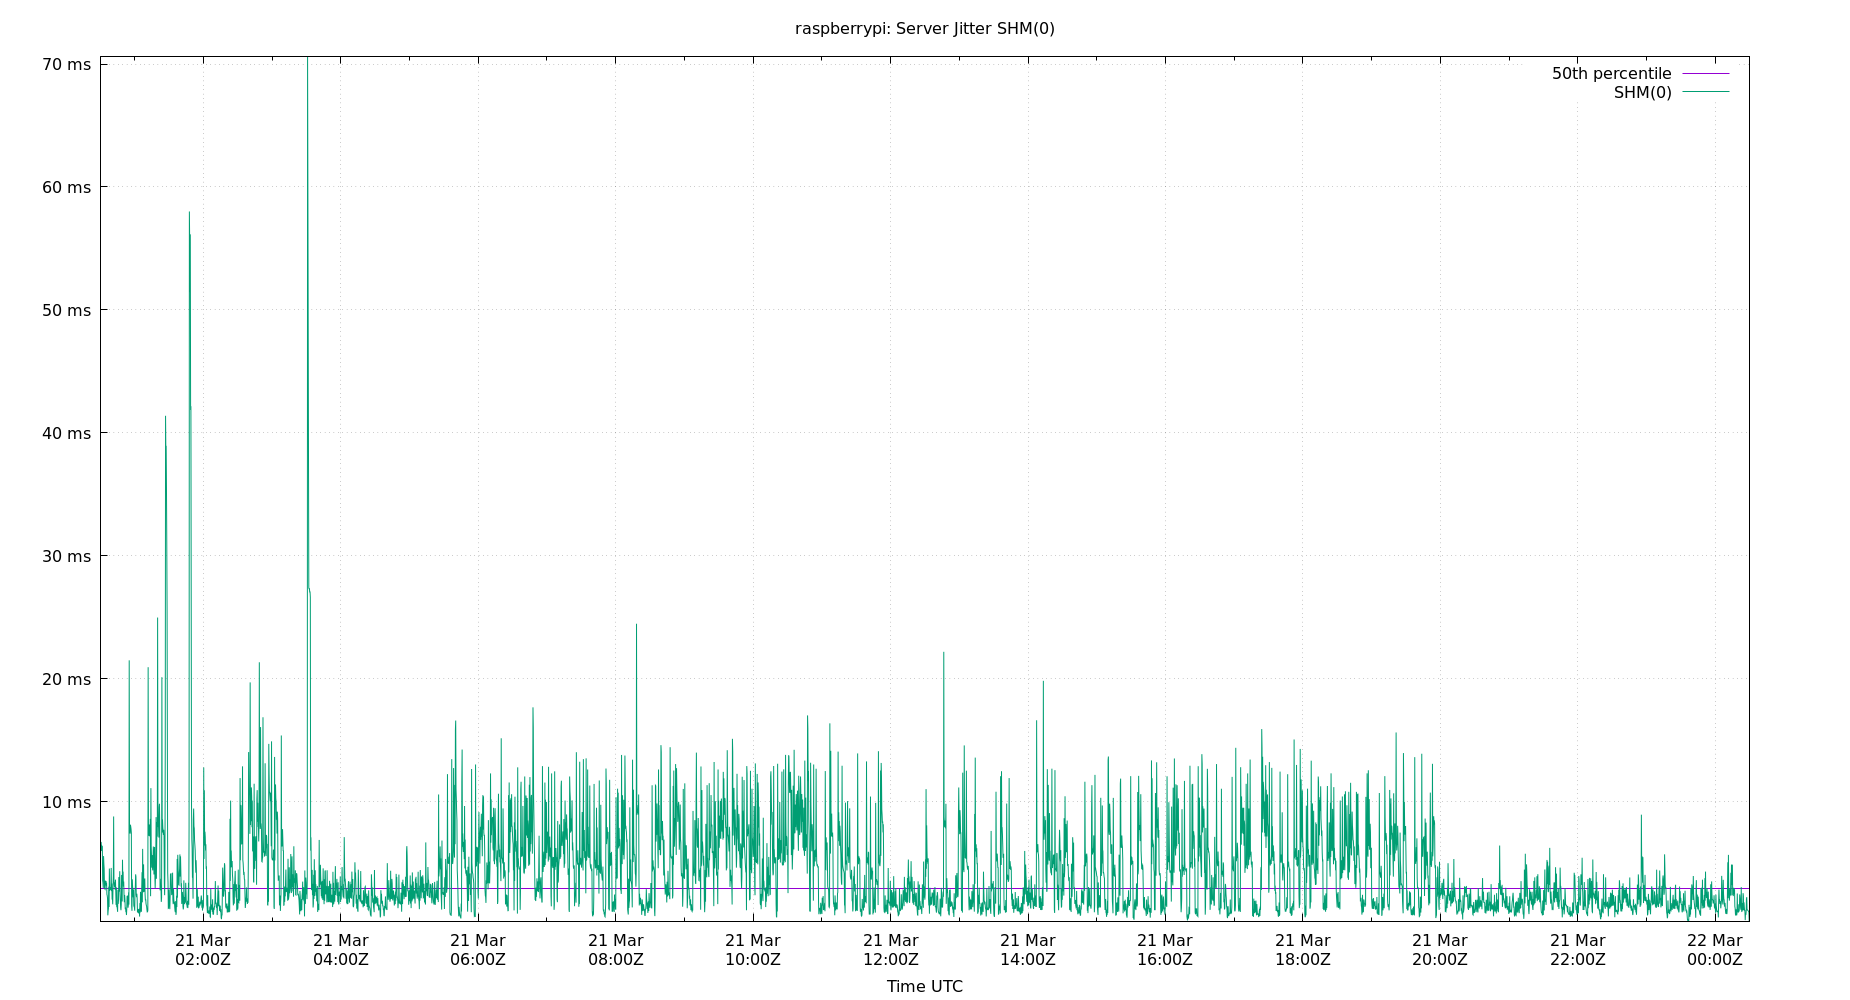 raspberrypi: Server Jitter SHM(0)
70 ms
60 ms
50 ms
40 ms
30 ms
20 ms
10 ms
50th percentile
SHM(0)
21 Mar 21 Mar 21 Mar 21 Mar 21 Mar 21 Mar 21 Mar 21 Mar 21 Mar 21 Mar 21 Mar 22 Mar
02:00Z 04:00Z 06:00Z 08:00Z 10:00Z 12:00Z 14:00Z 16:00Z 18:00Z 20:00Z 22:00Z 00:00Z
Time UTC